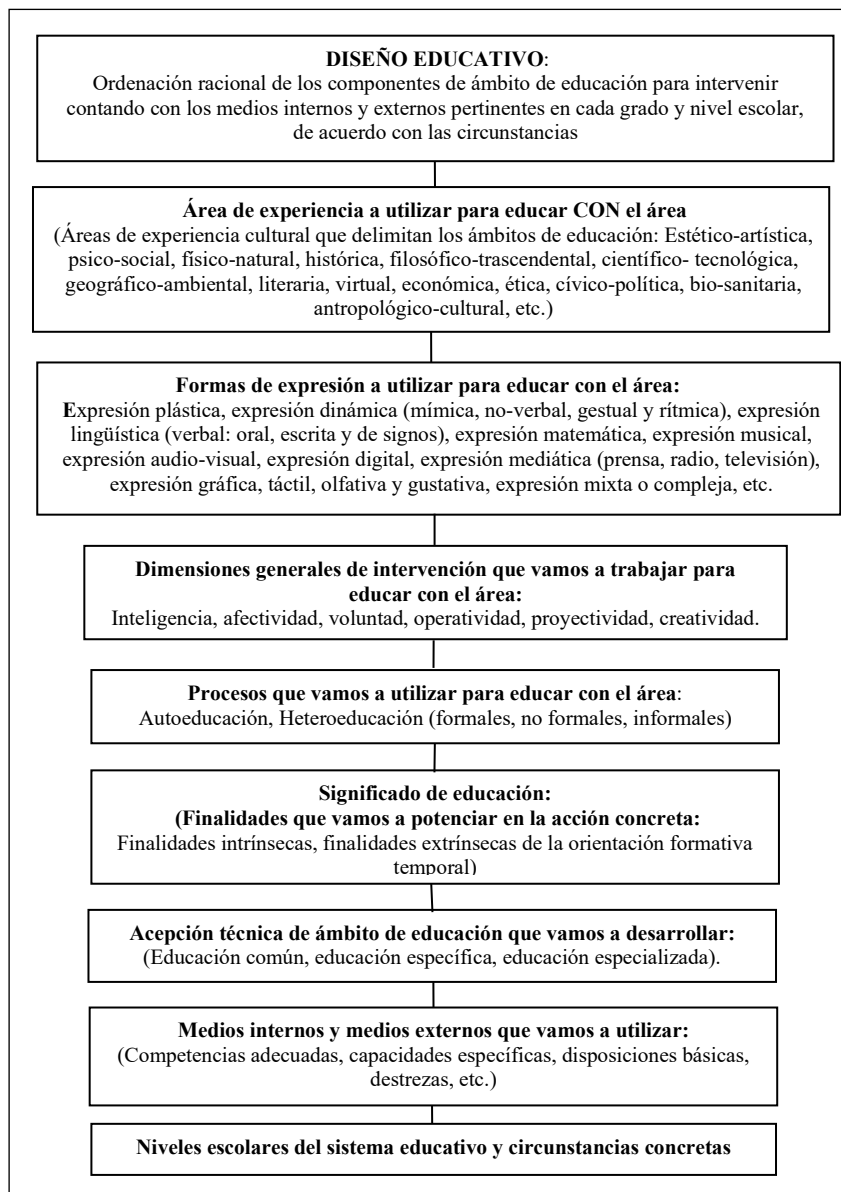 DISEÑO EDUCATIVO:
Ordenación racional de los componentes de ámbito de educación para intervenir
contando con los medios internos y externos pertinentes en cada grado y nivel escolar,
de acuerdo con las circunstancias
Área de experiencia a utilizar para educar CON el área
(Áreas de experiencia cultural que delimitan los ámbitos de educación: Estético-artística,
psico-social, físico-natural, histórica, filosófico-trascendental, científico- tecnológica,
geográfico-ambiental, literaria, virtual, económica, ética, cívico-política, bio-sanitaria,
antropológico-cultural, etc.)
Formas de expresión a utilizar para educar con el área:
Expresión plástica, expresión dinámica (mímica, no-verbal, gestual y rítmica), expresión
lingüística (verbal: oral, escrita y de signos), expresión matemática, expresión musical,
expresión audio-visual, expresión digital, expresión mediática (prensa, radio, televisión),
expresión gráfica, táctil, olfativa y gustativa, expresión mixta o compleja, etc.
Dimensiones generales de intervención que vamos a trabajar para
educar con el área:
Inteligencia, afectividad, voluntad, operatividad, proyectividad, creatividad.
Procesos que vamos a utilizar para educar con el área:
Autoeducación, Heteroeducación (formales, no formales, informales)
Significado de educación:
(Finalidades que vamos a potenciar en la acción concreta:
Finalidades intrínsecas, finalidades extrínsecas de la orientación formativa
temporal)
Acepción técnica de ámbito de educación que vamos a desarrollar:
(Educación común, educación específica, educación especializada).
Medios internos y medios externos que vamos a utilizar:
(Competencias adecuadas, capacidades específicas, disposiciones básicas,
destrezas, etc.)
Niveles escolares del sistema educativo y circunstancias concretas